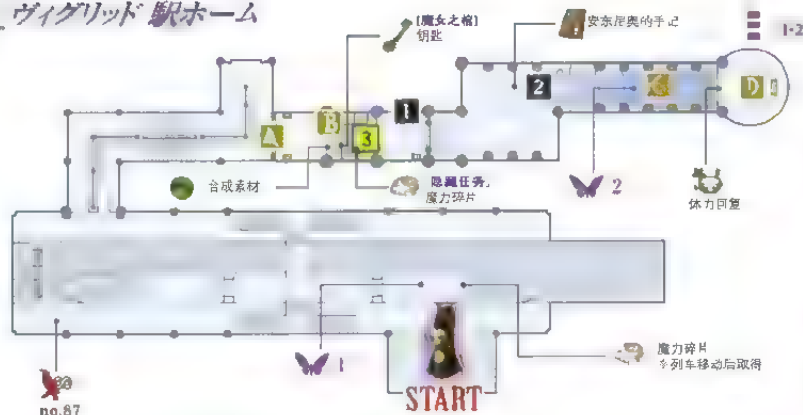 ヴィグリッド 駅ホーム
[魔女之棺]
钥匙
安东尼奥的手记
1-2
1
2
A
B
3
D
合成素材
隐藏任务
魔力碎片
2
体力回复
1
魔力碎片
※列车移动后取得
START
no.87